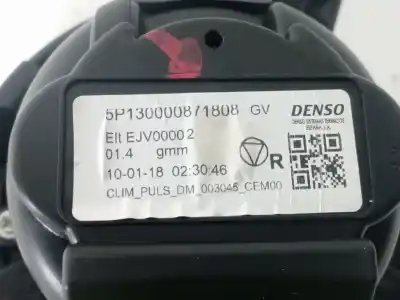 5P130000871808 GV
DENSO
Elt EJV00002
01.4 gmm
R
10-01-18 02:30:46
CLIM_PULS_DM_003045_CEM00